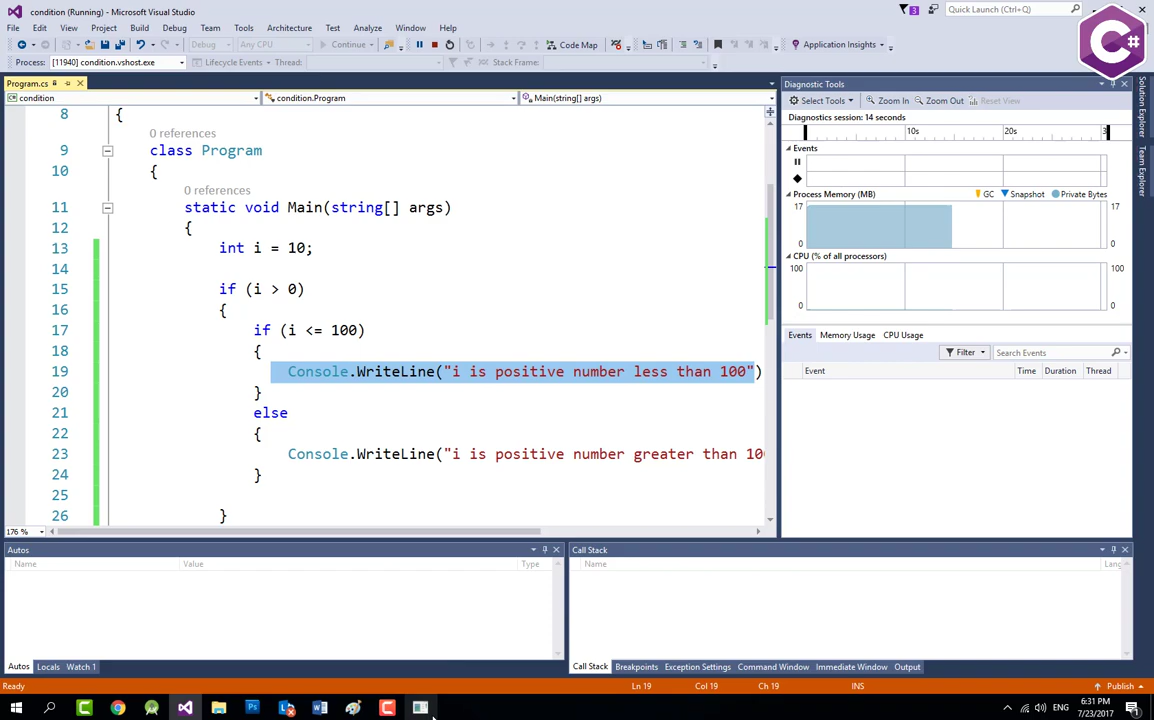 condition (Running) - Microsoft Visual Studio
3
Quick Launch (Ctrl+Q)
File Edit View Project Build Debug Team Tools Architecture Test Analyze Window Help
Debug Any CPU Continue Code Map Application Insights
Process: [11940] condition.vshost.exe Lifecycle Events Thread: Stack Frame:
C#
Program.cs
condition condition.Program Main(string[] args)
8 {
0 references
9 class Program
10 {
0 references
11 static void Main(string[] args)
12 {
13 int i = 10;
14
15 if (i > 0)
16 {
17 if (i <= 100)
18 {
19 Console.WriteLine("i is positive number less than 100")
20 }
21 else
22 {
23 Console.WriteLine("i is positive number greater than 10
24 }
25
26 }
176 %
Diagnostic Tools
Select Tools Zoom In Zoom Out Reset View
Diagnostics session: 14 seconds
10s 20s 3
Events
Process Memory (MB) GC Snapshot Private Bytes
17 17
0 0
CPU (% of all processors)
100 100
0 0
Events Memory Usage CPU Usage
Filter Search Events
Event Time Duration Thread
Solution Explorer
Team Explorer
Autos
Name Value Type
Autos Locals Watch 1
Call Stack
Name Lang
Call Stack Breakpoints Exception Settings Command Window Immediate Window Output
Ready Ln 19 Col 19 Ch 19 INS Publish
ENG 6:31 PM
7/23/2017
1